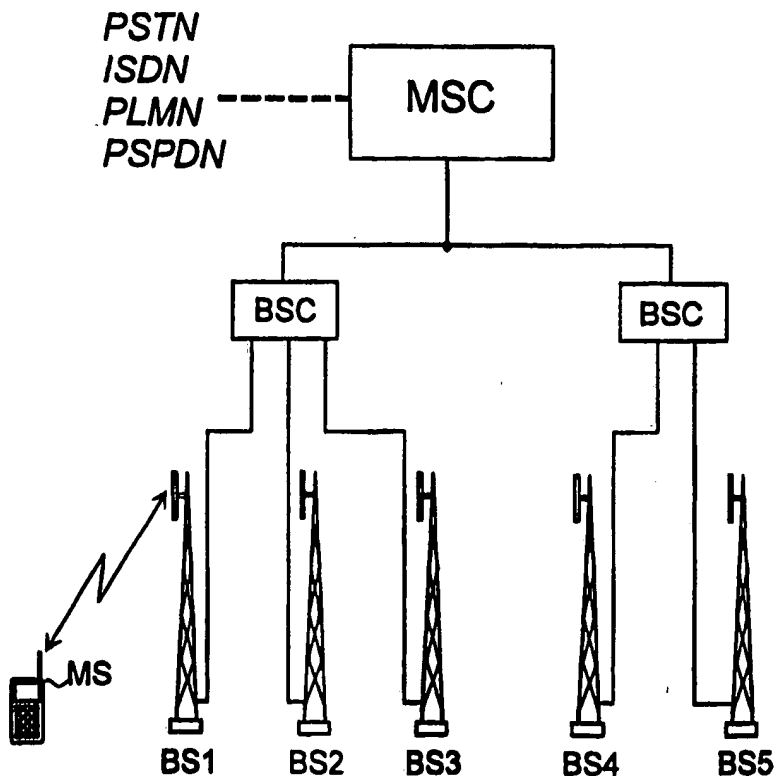 PSTN
ISDN
PLMN
PSPDN
MSC
BSC
BSC
MS
BS1
BS2
BS3
BS4
BS5